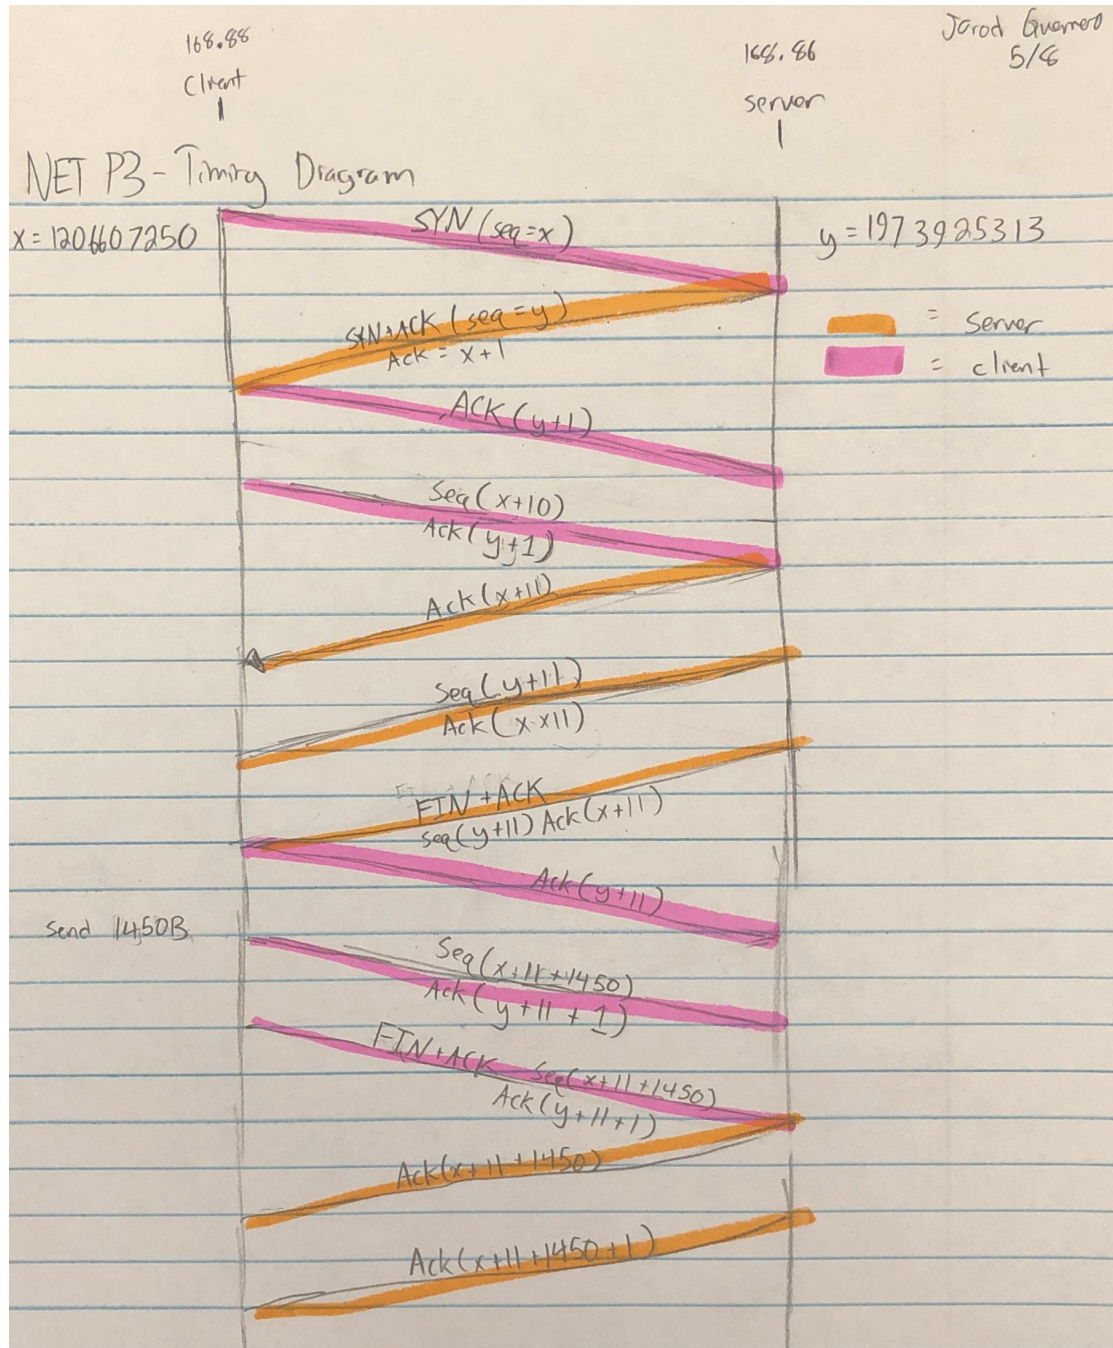 168.88
Client
168.86
server
Jarod Guerrero
5/8
NET P3 - Timing Diagram
x = 1206607250
y = 1973925313
= server
= client
SYN (seq=x)
SYN+ACK (seq=y)
Ack = x+1
ACK (y+1)
Seq (x+10)
Ack (y+1)
Ack (x+11)
Seq (y+11)
Ack (x x11)
FIN +ACK
seq(y+11) Ack(x+11)
Ack (y+11)
Send 1450B
Seq (x+11+1450)
Ack (y+11+1)
FIN+ACK Seq(x+11+1450)
Ack (y+11+1)
Ack(x+11+1450)
Ack (x+11+1450+1)